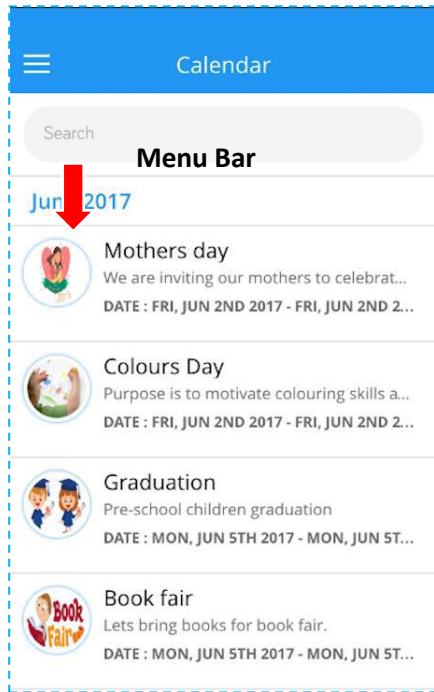 Calendar
Search
Menu Bar
Jun 2017
Mothers day
We are inviting our mothers to celebrat...
DATE : FRI, JUN 2ND 2017 - FRI, JUN 2ND 2...
Colours Day
Purpose is to motivate colouring skills a...
DATE : FRI, JUN 2ND 2017 - FRI, JUN 2ND 2...
Graduation
Pre-school children graduation
DATE : MON, JUN 5TH 2017 - MON, JUN 5T...
Book fair
Book
Fair
Lets bring books for book fair.
DATE : MON, JUN 5TH 2017 - MON, JUN 5T...